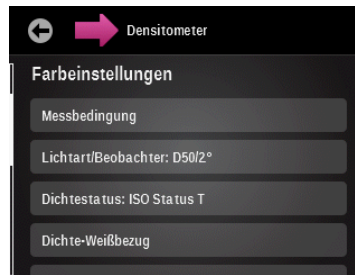 Densitometer
Farbeinstellungen
Messbedingung
Lichtart/Beobachter: D50/2°
Dichtestatus: ISO Status T
Dichte-Weißbezug